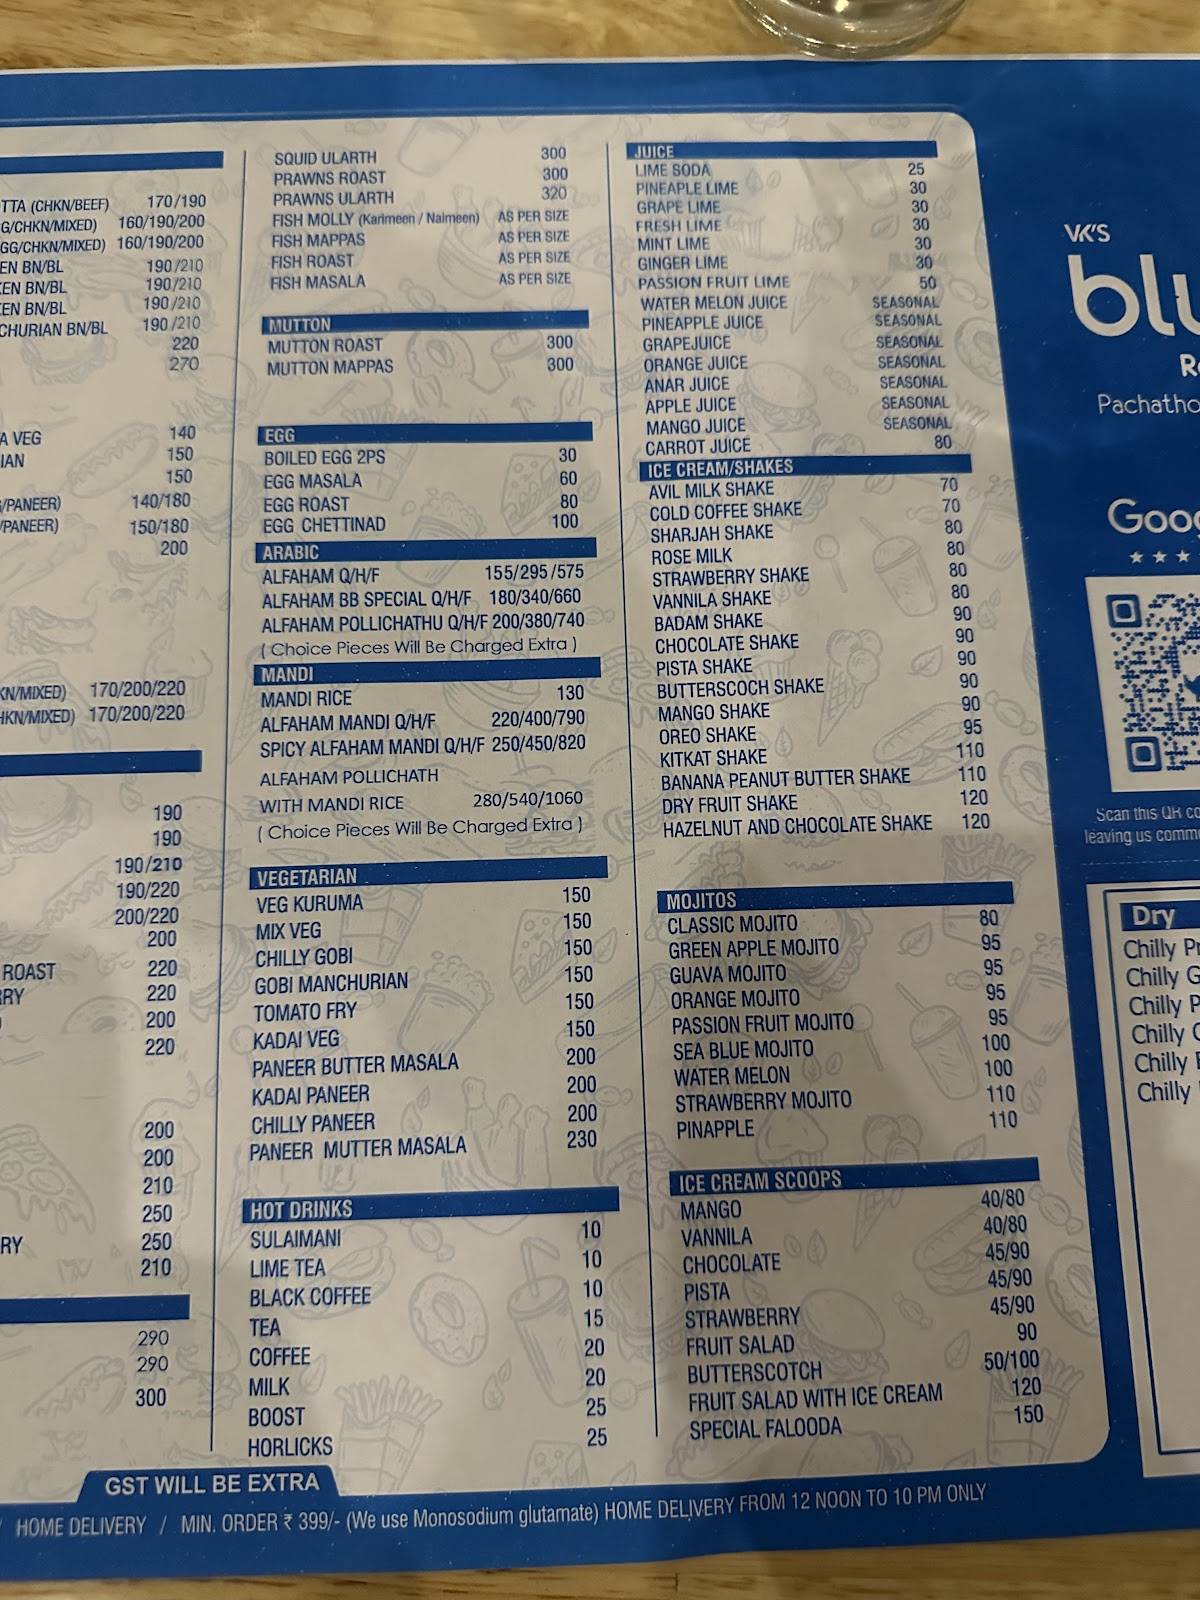 TTA (CHKN/BEEF) 170/190
G/CHKN/MIXED) 160/190/200
GG/CHKN/MIXED) 160/190/200
EN BN/BL 190/210
KEN BN/BL 190/210
EN BN/BL 190/210
CHURIAN BN/BL 190/210
220
270
A VEG 140
IAN 150
150
/PANEER) 140/180
/PANEER) 150/180
200
KN/MIXED) 170/200/220
HKN/MIXED) 170/200/220
190
190
190/210
190/220
200/220
200
ROAST 220
RRY 220
200
220
200
200
210
250
RY 250
210
290
290
300
SQUID ULARTH 300
PRAWNS ROAST 300
PRAWNS ULARTH 320
FISH MOLLY (Karimeen / Naimeen) AS PER SIZE
FISH MAPPAS AS PER SIZE
FISH ROAST AS PER SIZE
FISH MASALA AS PER SIZE
MUTTON
MUTTON ROAST 300
MUTTON MAPPAS 300
EGG
BOILED EGG 2PS 30
EGG MASALA 60
EGG ROAST 80
EGG CHETTINAD 100
ARABIC
ALFAHAM Q/H/F 155/295/575
ALFAHAM BB SPECIAL Q/H/F 180/340/660
ALFAHAM POLLICHATHU Q/H/F 200/380/740
( Choice Pieces Will Be Charged Extra )
MANDI
MANDI RICE 130
ALFAHAM MANDI Q/H/F 220/400/790
SPICY ALFAHAM MANDI Q/H/F 250/450/820
ALFAHAM POLLICHATH
WITH MANDI RICE 280/540/1060
( Choice Pieces Will Be Charged Extra )
VEGETARIAN
VEG KURUMA 150
MIX VEG 150
CHILLY GOBI 150
GOBI MANCHURIAN 150
TOMATO FRY 150
KADAI VEG 150
PANEER BUTTER MASALA 200
KADAI PANEER 200
CHILLY PANEER 200
PANEER MUTTER MASALA 230
HOT DRINKS
SULAIMANI 10
LIME TEA 10
BLACK COFFEE 10
TEA 15
COFFEE 20
MILK 20
BOOST 25
HORLICKS 25
JUICE
LIME SODA 25
PINEAPLE LIME 30
GRAPE LIME 30
FRESH LIME 30
MINT LIME 30
GINGER LIME 30
PASSION FRUIT LIME 50
WATER MELON JUICE SEASONAL
PINEAPPLE JUICE SEASONAL
GRAPEJUICE SEASONAL
ORANGE JUICE SEASONAL
ANAR JUICE SEASONAL
APPLE JUICE SEASONAL
MANGO JUICE SEASONAL
CARROT JUICE 80
ICE CREAM/SHAKES
AVIL MILK SHAKE 70
COLD COFFEE SHAKE 70
SHARJAH SHAKE 80
ROSE MILK 80
STRAWBERRY SHAKE 80
VANNILA SHAKE 80
BADAM SHAKE 90
CHOCOLATE SHAKE 90
PISTA SHAKE 90
BUTTERSCOCH SHAKE 90
MANGO SHAKE 90
OREO SHAKE 95
KITKAT SHAKE 110
BANANA PEANUT BUTTER SHAKE 110
DRY FRUIT SHAKE 120
HAZELNUT AND CHOCOLATE SHAKE 120
MOJITOS
CLASSIC MOJITO 80
GREEN APPLE MOJITO 95
GUAVA MOJITO 95
ORANGE MOJITO 95
PASSION FRUIT MOJITO 95
SEA BLUE MOJITO 100
WATER MELON 100
STRAWBERRY MOJITO 110
PINAPPLE 110
ICE CREAM SCOOPS
MANGO 40/80
VANNILA 40/80
CHOCOLATE 45/90
PISTA 45/90
STRAWBERRY 45/90
FRUIT SALAD 90
BUTTERSCOTCH 50/100
FRUIT SALAD WITH ICE CREAM 120
SPECIAL FALOODA 150
GST WILL BE EXTRA
/ HOME DELIVERY / MIN. ORDER ₹ 399/- (We use Monosodium glutamate) HOME DELIVERY FROM 12 NOON TO 10 PM ONLY
VK'S
blu
Re
Pachatho
Goog
Scan this QR co
leaving us comm
Dry
Chilly Pr
Chilly G
Chilly P
Chilly C
Chilly
Chilly